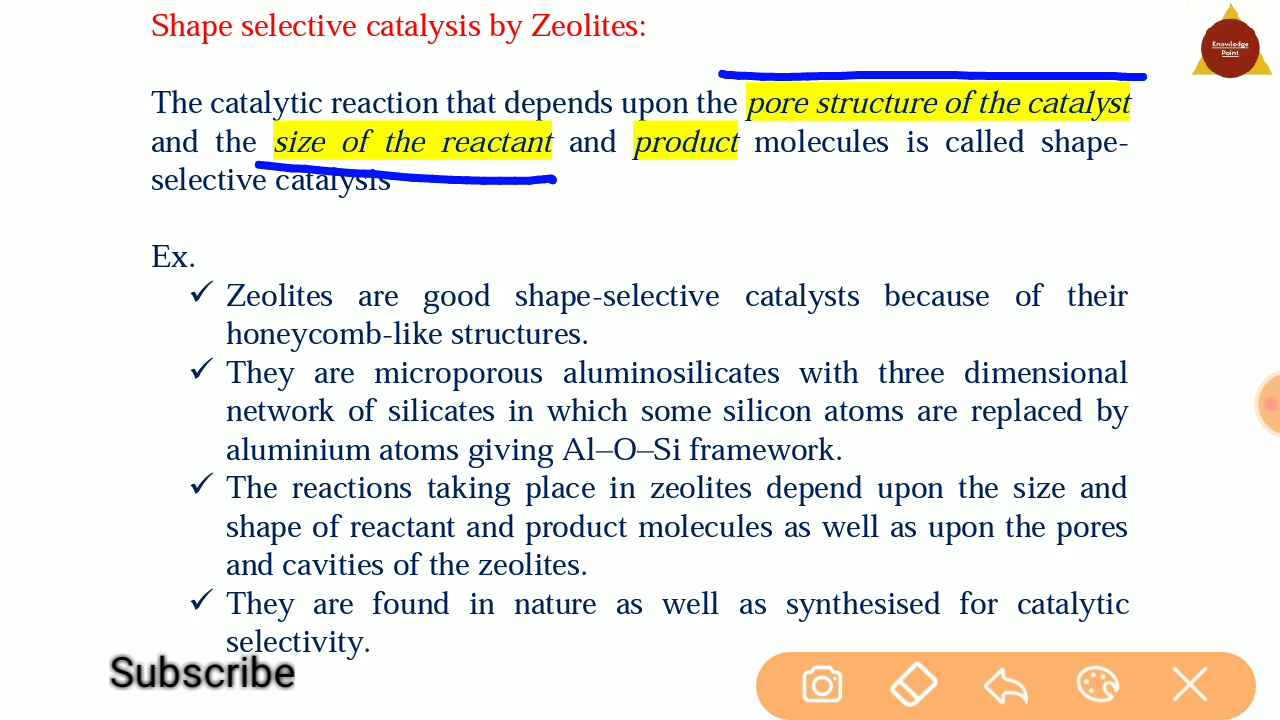 Shape selective catalysis by Zeolites:
Knowledge
Point
The catalytic reaction that depends upon the pore structure of the catalyst
and the size of the reactant and product molecules is called shape-
selective catalysis
Ex.
✓ Zeolites are good shape-selective catalysts because of their
honeycomb-like structures.
✓ They are microporous aluminosilicates with three dimensional
network of silicates in which some silicon atoms are replaced by
aluminium atoms giving Al–O–Si framework.
✓ The reactions taking place in zeolites depend upon the size and
shape of reactant and product molecules as well as upon the pores
and cavities of the zeolites.
✓ They are found in nature as well as synthesised for catalytic
selectivity.
Subscribe